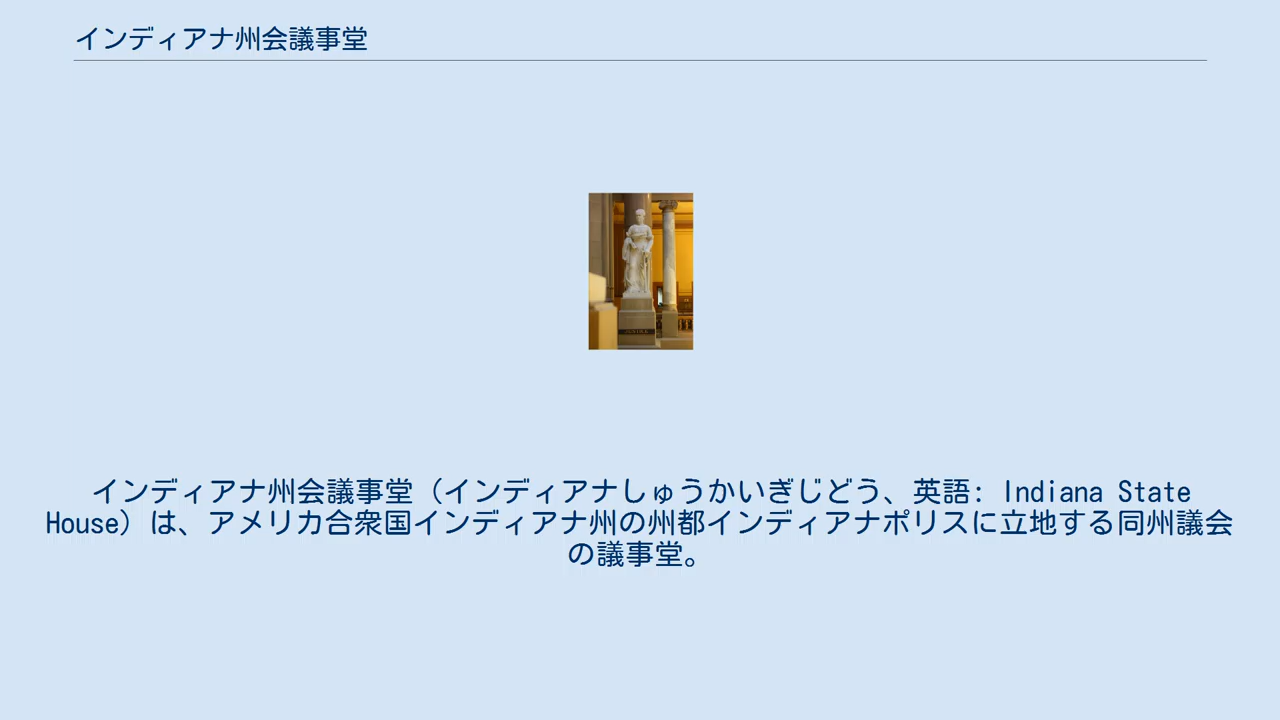 インディアナ州会議事堂
インディアナ州会議事堂（インディアナしゅうかいぎじどう、英語: Indiana State
House）は、アメリカ合衆国インディアナ州の州都インディアナポリスに立地する同州議会
の議事堂。